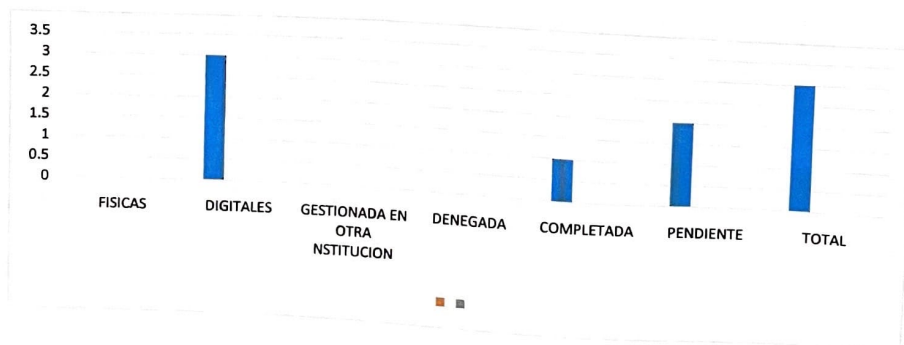 3.5
3
2.5
2
1.5
1
0.5
0
FISICAS
DIGITALES
GESTIONADA EN
OTRA
NSTITUCION
DENEGADA
COMPLETADA
PENDIENTE
TOTAL